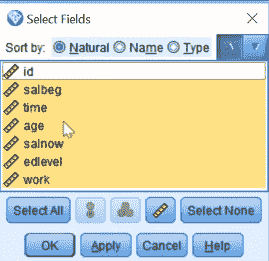 Select Fields
Sort by: Natural Name Type
id
salbeg
time
age
salnow
edlevel
work
Select All Select None
OK Apply Cancel Help